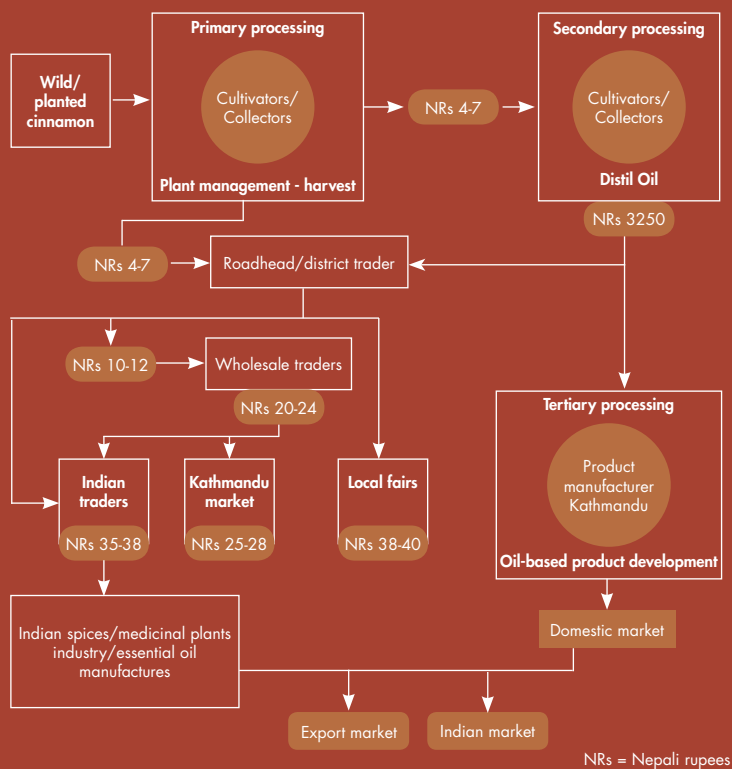 Primary processing
Secondary processing
Wild/
planted
cinnamon
Cultivators/
Collectors
NRs 4-7
Cultivators/
Collectors
Plant management - harvest
Distil Oil
NRs 3250
NRs 4-7
Roadhead/district trader
NRs 10-12
Wholesale traders
NRs 20-24
Tertiary processing
Indian
traders
Kathmandu
market
Local fairs
Product
manufacturer
Kathmandu
NRs 35-38
NRs 25-28
NRs 38-40
Oil-based product development
Indian spices/medicinal plants
industry/essential oil
manufactures
Domestic market
Export market
Indian market
NRs = Nepali rupees